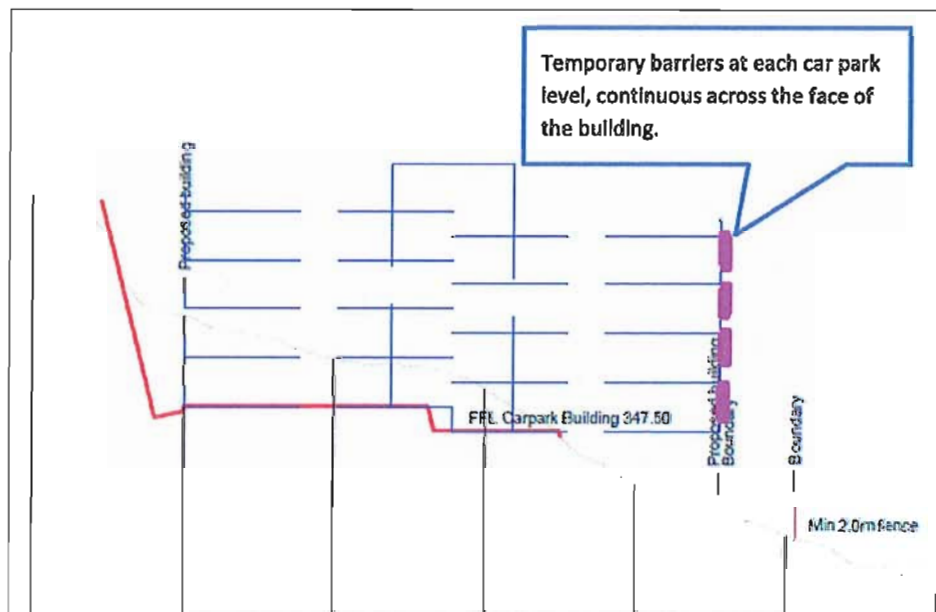 Temporary barriers at each car park
level, continuous across the face of
the building.
Proposed building
FFL Carpark Building 347.50
Proposed building
Boundary
Boundary
Min 2.0m fence